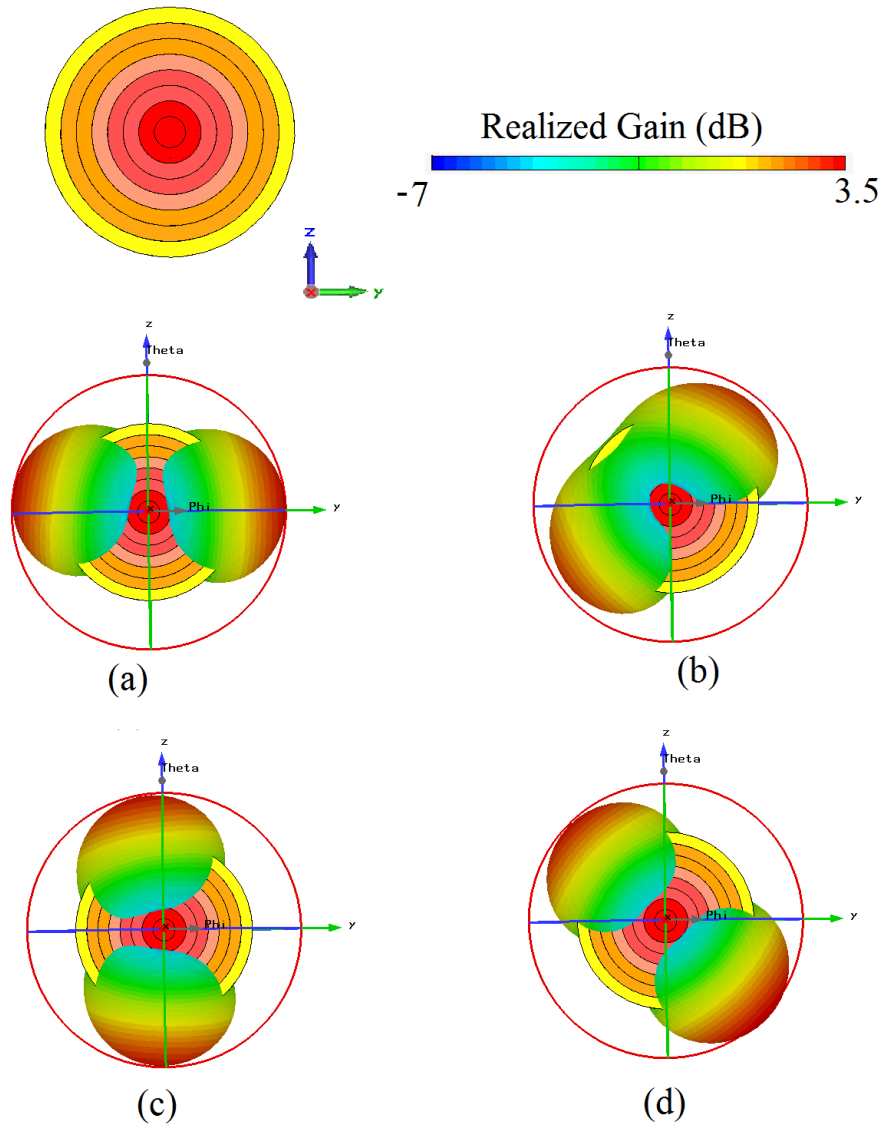 Realized Gain (dB)
-7
3.5
z
x
y
z
Theta
x
Phi
y
(a)
z
Theta
x
Phi
y
(b)
z
Theta
x
Phi
y
(c)
z
Theta
x
Phi
y
(d)